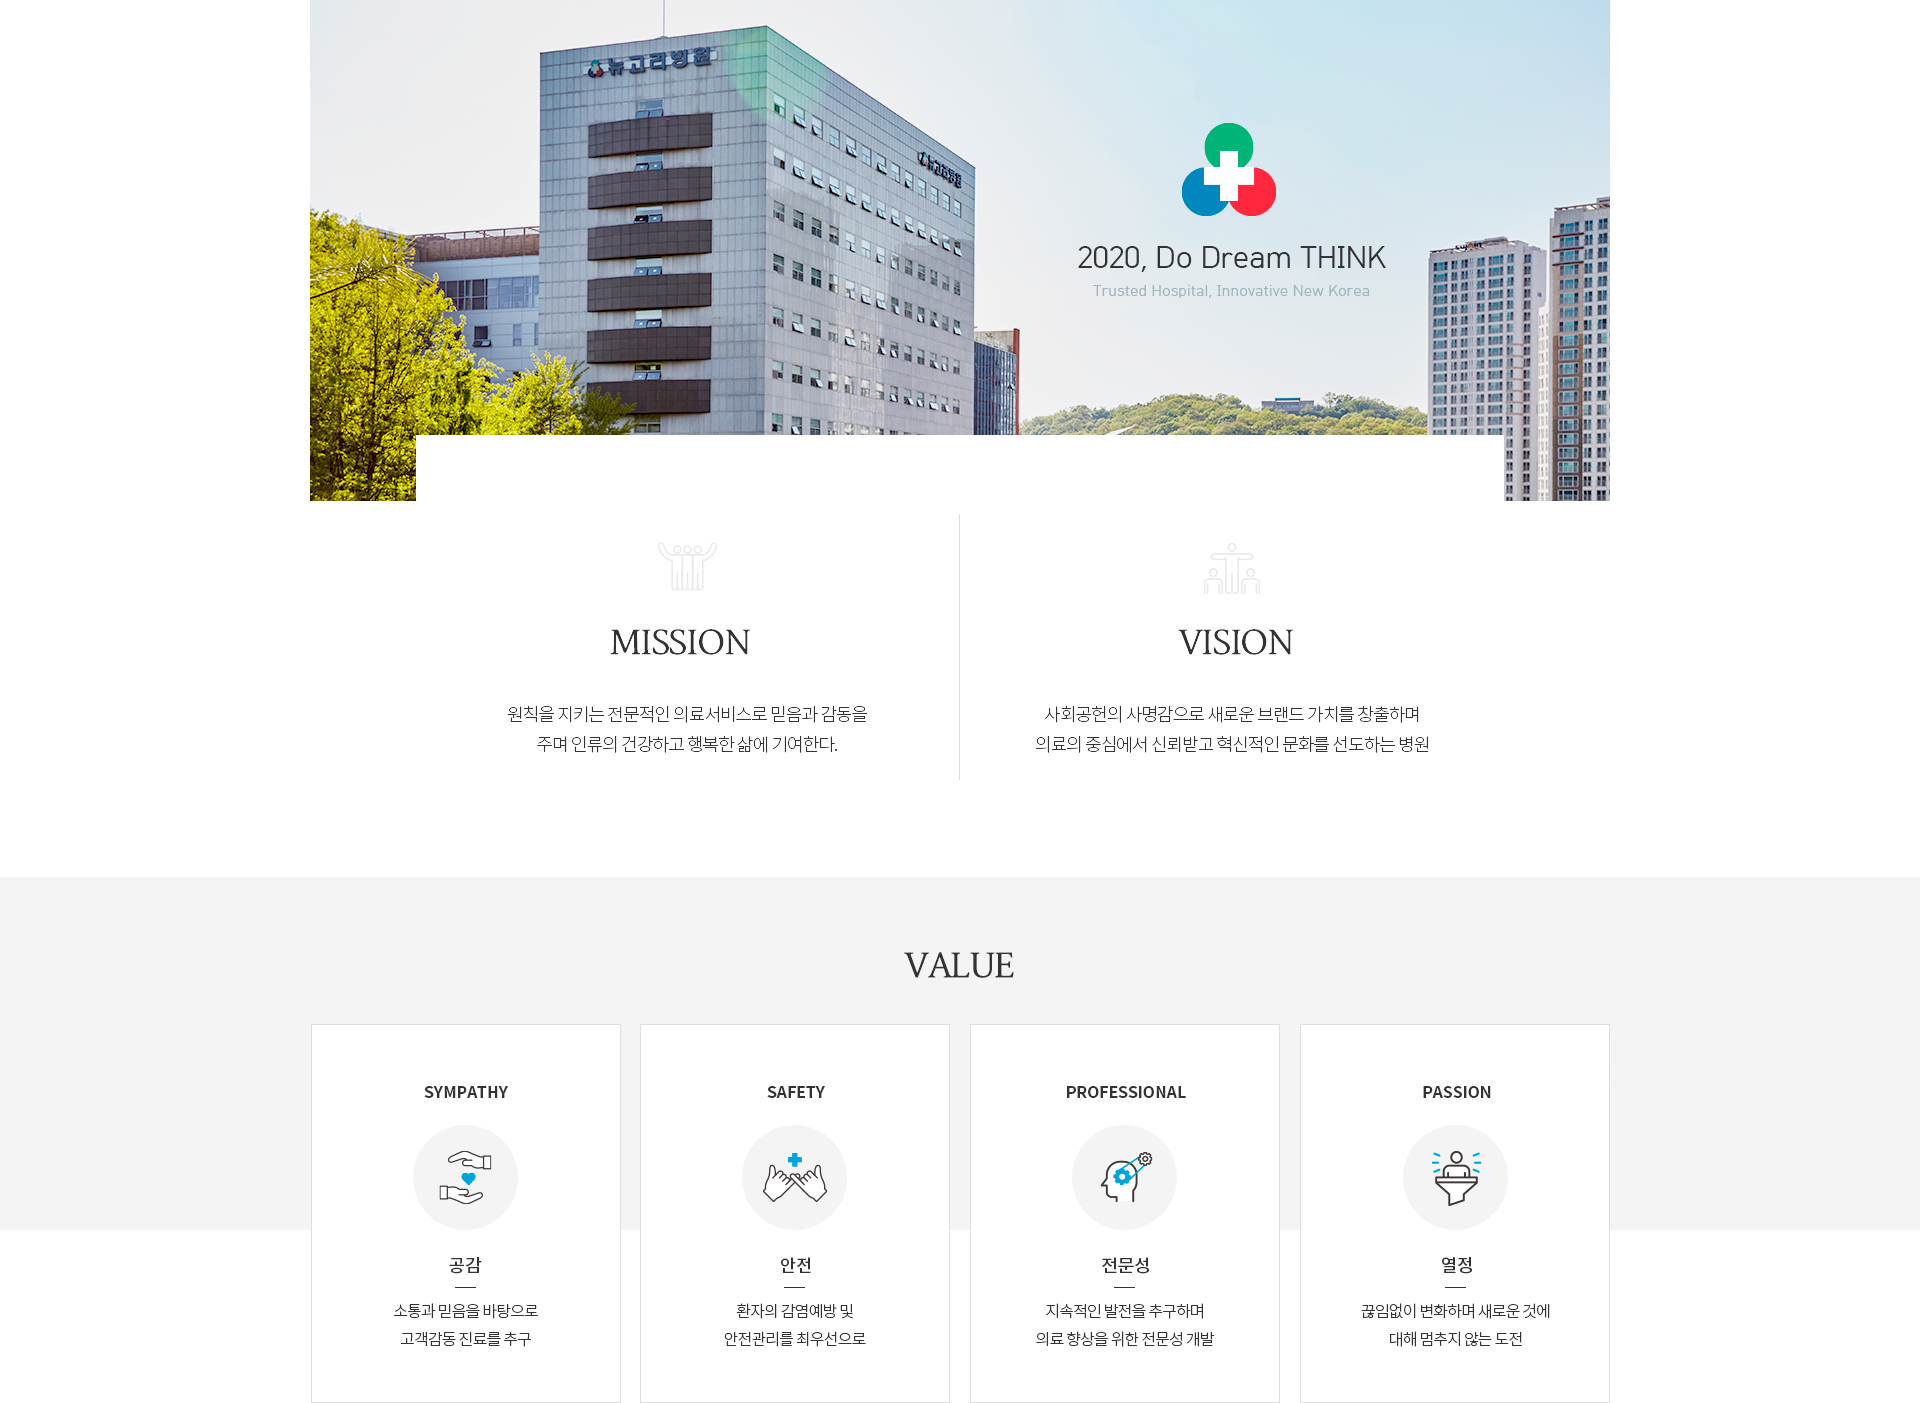 뉴고려병원
뉴고려병원
2020, Do Dream THINK
Trusted Hospital, Innovative New Korea
MISSION
원칙을 지키는 전문적인 의료서비스로 믿음과 감동을
주며 인류의 건강하고 행복한 삶에 기여한다.
VISION
사회공헌의 사명감으로 새로운 브랜드 가치를 창출하며
의료의 중심에서 신뢰받고 혁신적인 문화를 선도하는 병원
VALUE
SYMPATHY
공감
소통과 믿음을 바탕으로
고객감동 진료를 추구
SAFETY
안전
환자의 감염예방 및
안전관리를 최우선으로
PROFESSIONAL
전문성
지속적인 발전을 추구하며
의료 향상을 위한 전문성 개발
PASSION
열정
끊임없이 변화하며 새로운 것에
대해 멈추지 않는 도전